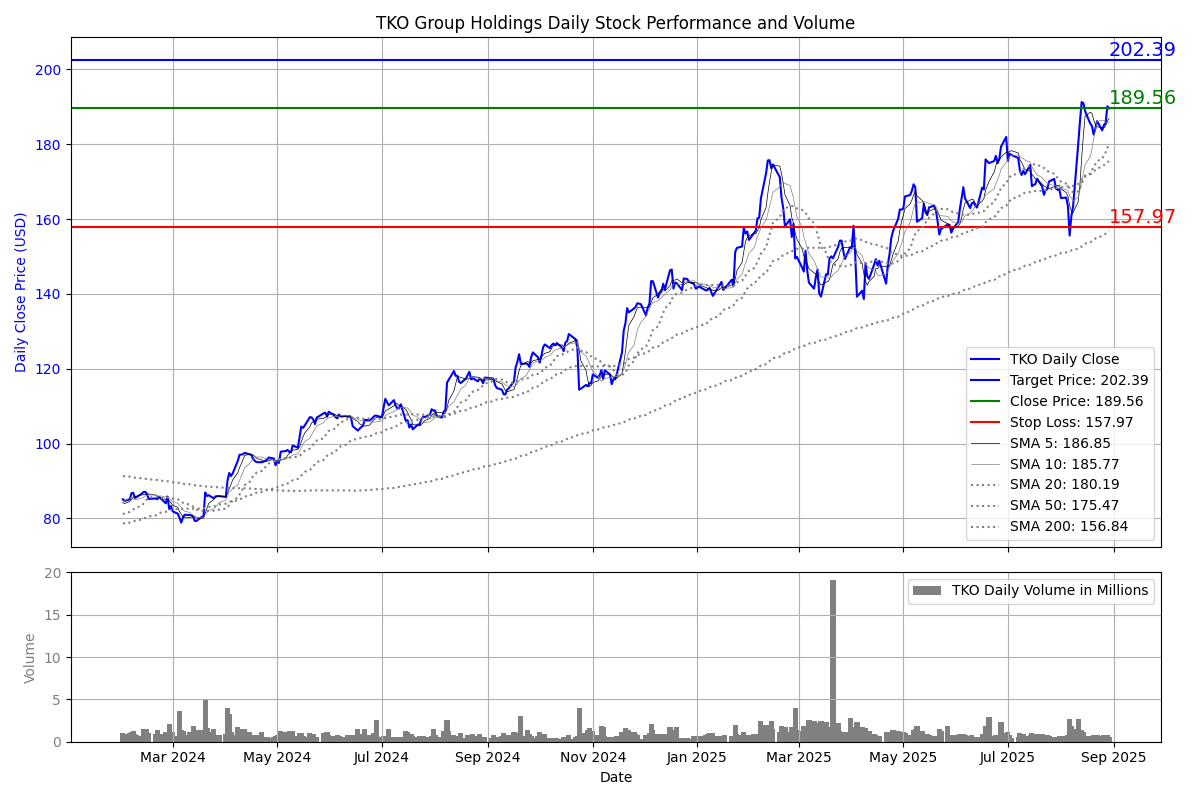 TKO Group Holdings Daily Stock Performance and Volume
202.39
200
189.56
180
160
157.97
140
120
100
80
Daily Close Price (USD)
TKO Daily Close
Target Price: 202.39
Close Price: 189.56
Stop Loss: 157.97
SMA 5: 186.85
SMA 10: 185.77
SMA 20: 180.19
SMA 50: 175.47
SMA 200: 156.84
20
15
10
5
0
Volume
TKO Daily Volume in Millions
Mar 2024
May 2024
Jul 2024
Sep 2024
Nov 2024
Jan 2025
Mar 2025
May 2025
Jul 2025
Sep 2025
Date